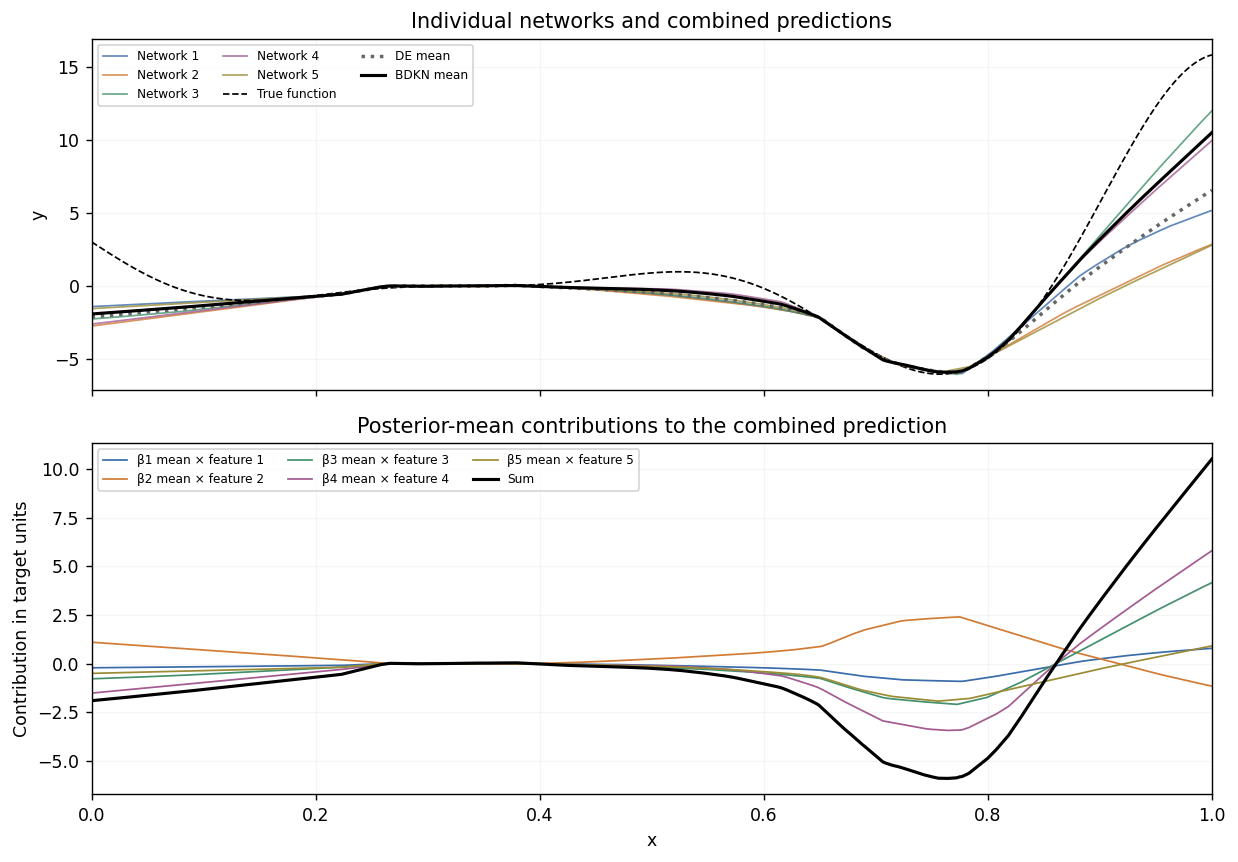 Individual networks and combined predictions
Network 1
Network 2
Network 3
Network 4
Network 5
True function
DE mean
BDKN mean
15
10
5
0
−5
y
Posterior-mean contributions to the combined prediction
β1 mean × feature 1
β2 mean × feature 2
β3 mean × feature 3
β4 mean × feature 4
β5 mean × feature 5
Sum
10.0
7.5
5.0
2.5
0.0
−2.5
−5.0
Contribution in target units
0.0 0.2 0.4 0.6 0.8 1.0
x